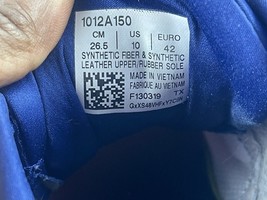 1012A150
CM US EURO
26.5 10 42
SYNTHETIC FIBER & SYNTHETIC
LEATHER UPPER/RUBBER SOLE
MADE IN VIETNAM
FABRIQUE AU VIETNAM
F130319 TX